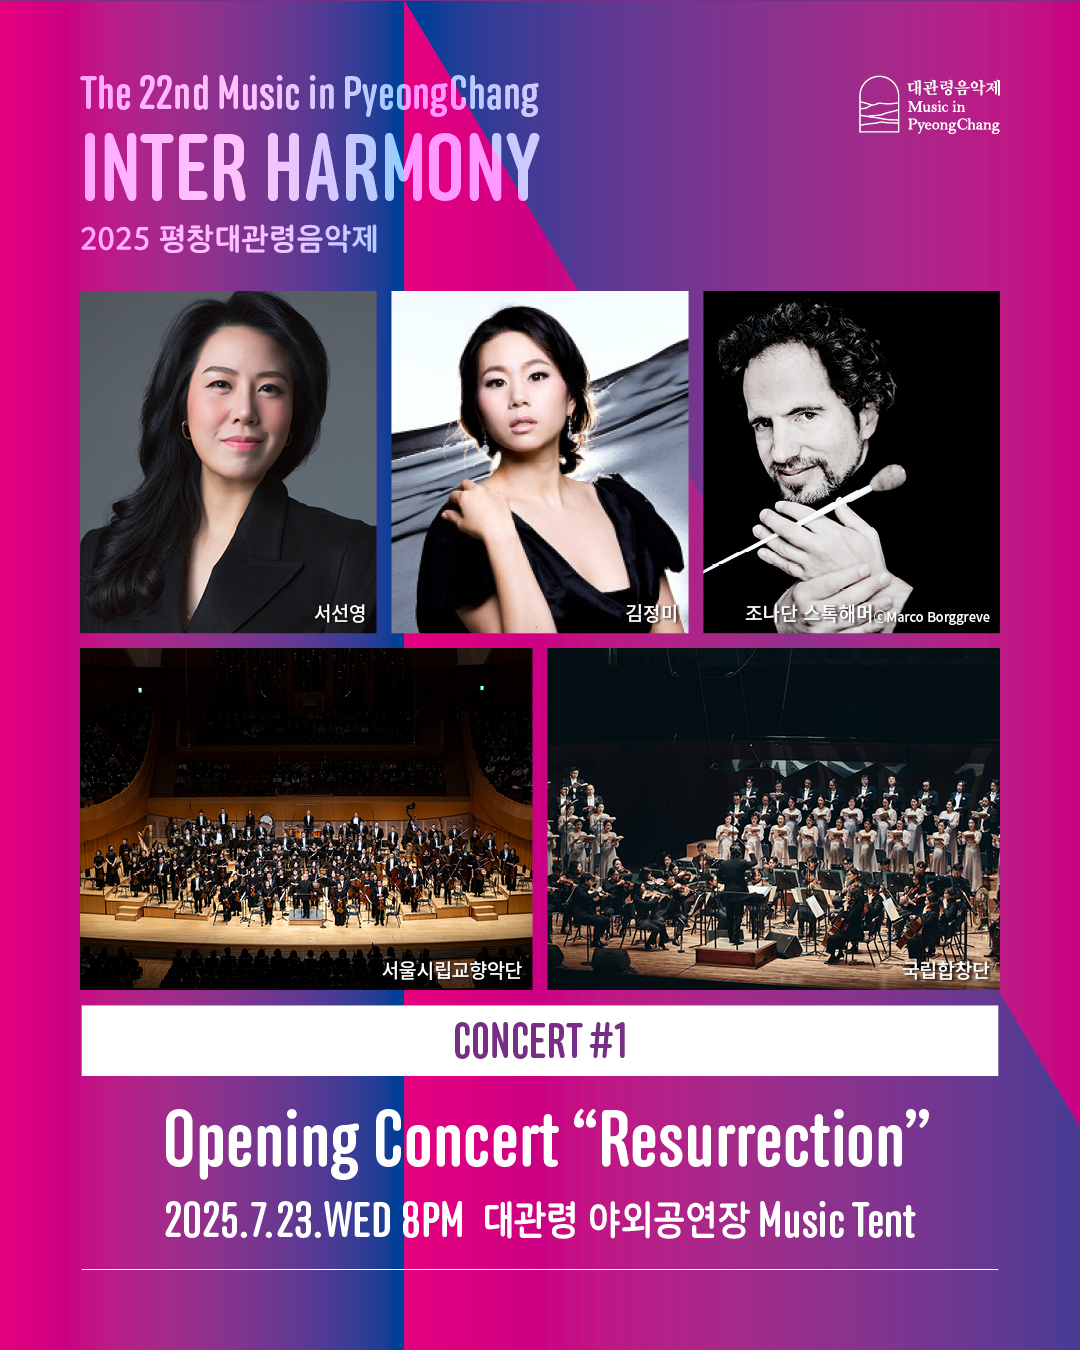 The 22nd Music in PyeongChang
INTER HARMONY
2025 평창대관령음악제
대관령음악제
Music in
PyeongChang
서선영
김정미
조나단 스톡해머©Marco Borggreve
서울시립교향악단
국립합창단
CONCERT #1
Opening Concert “Resurrection”
2025.7.23.WED 8PM 대관령 야외공연장 Music Tent